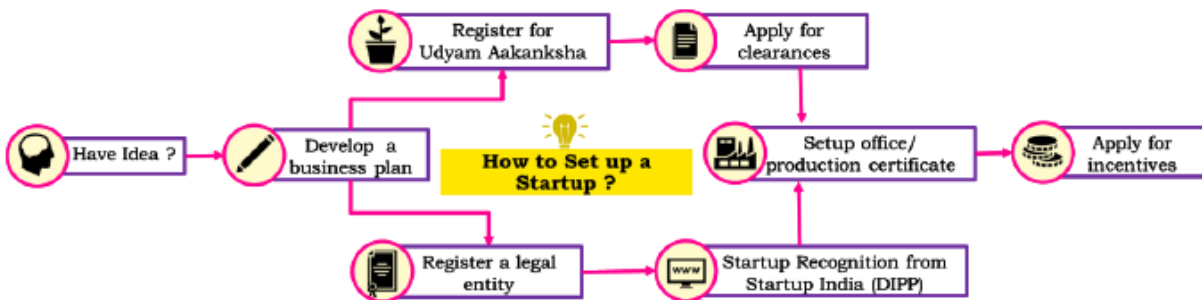 Have Idea ?
Develop a
business plan
Register for
Udyam Aakanksha
Apply for
clearances
How to Set up a
Startup ?
Register a legal
entity
www
Startup Recognition from
Startup India (DIPP)
Setup office/
production certificate
Apply for
incentives